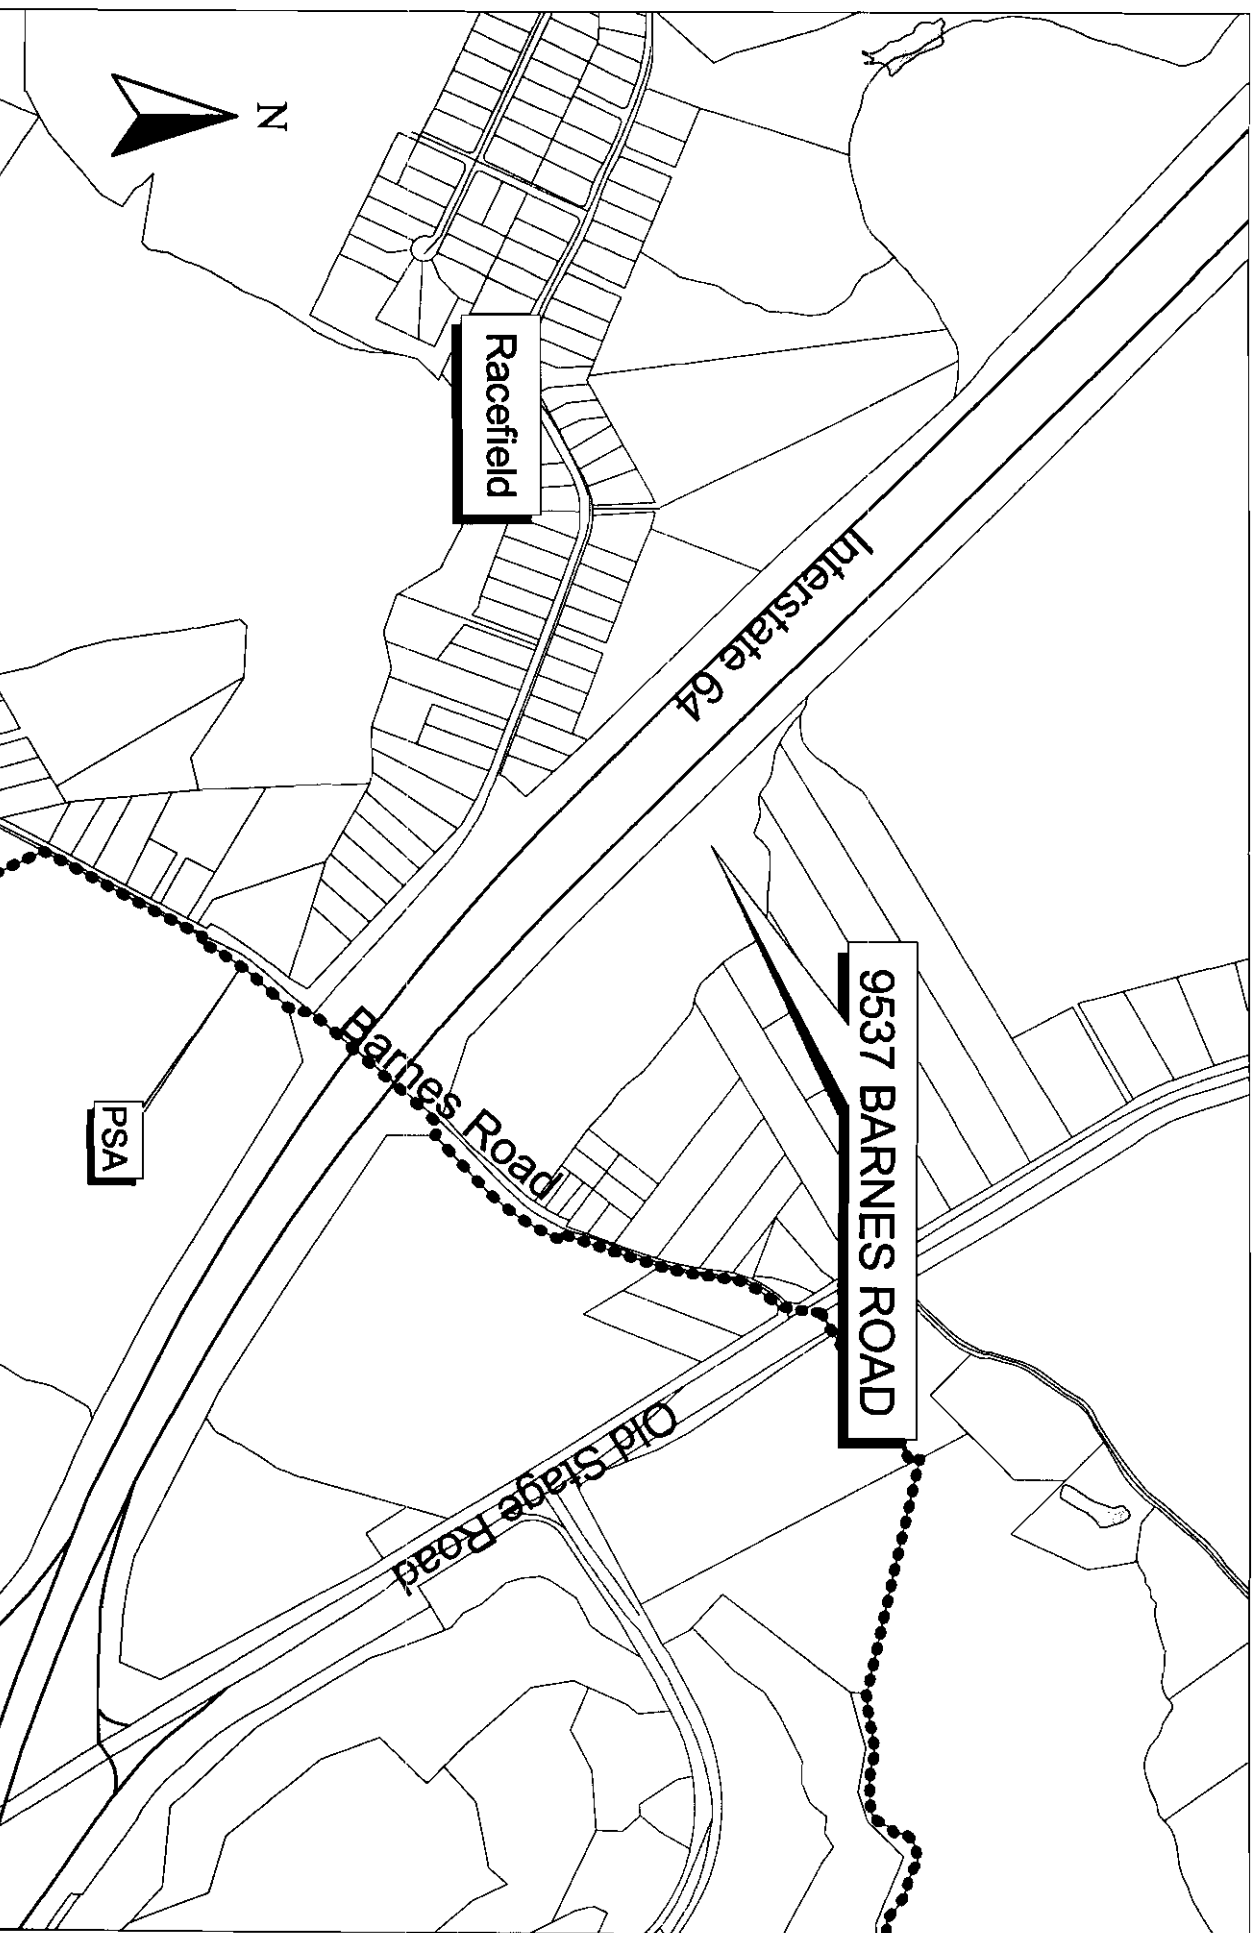 N
Racefield
Interstate 64
9537 BARNES ROAD
Barnes Road
PSA
Old Stage Road